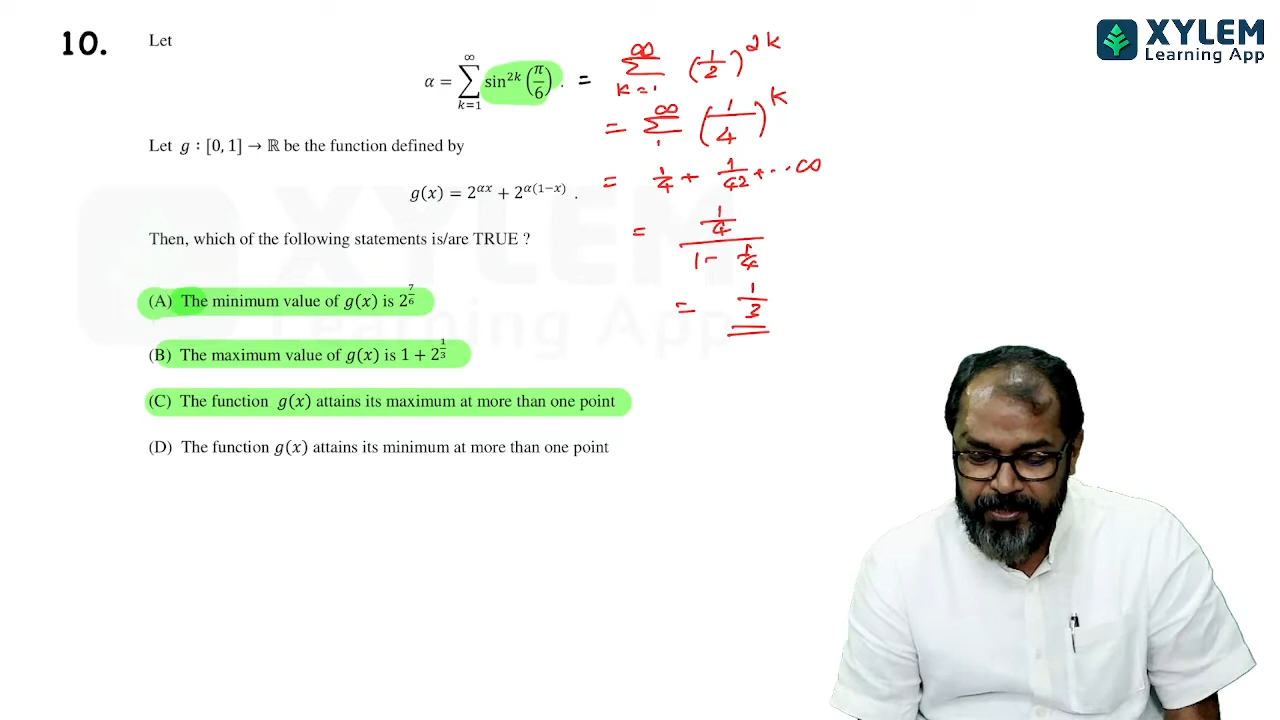 10.
Let
XYLEM
Learning App
α = ∑_{k=1}^{∞} sin^{2k} (π/6) . = ∑_{k=1}^{∞} (1/2)^{2k}
= ∑_{1}^{∞} (1/4)^k
Let g : [0, 1] → ℝ be the function defined by
= 1/4 + 1/4² + ... ∞
g(x) = 2^{αx} + 2^{α(1−x)} .
= (1/4)/(1 - 1/4)
Then, which of the following statements is/are TRUE ?
= 1/3
(A) The minimum value of g(x) is 2^{7/6}
(B) The maximum value of g(x) is 1 + 2^{1/3}
(C) The function g(x) attains its maximum at more than one point
(D) The function g(x) attains its minimum at more than one point
XYLEM
Learning App